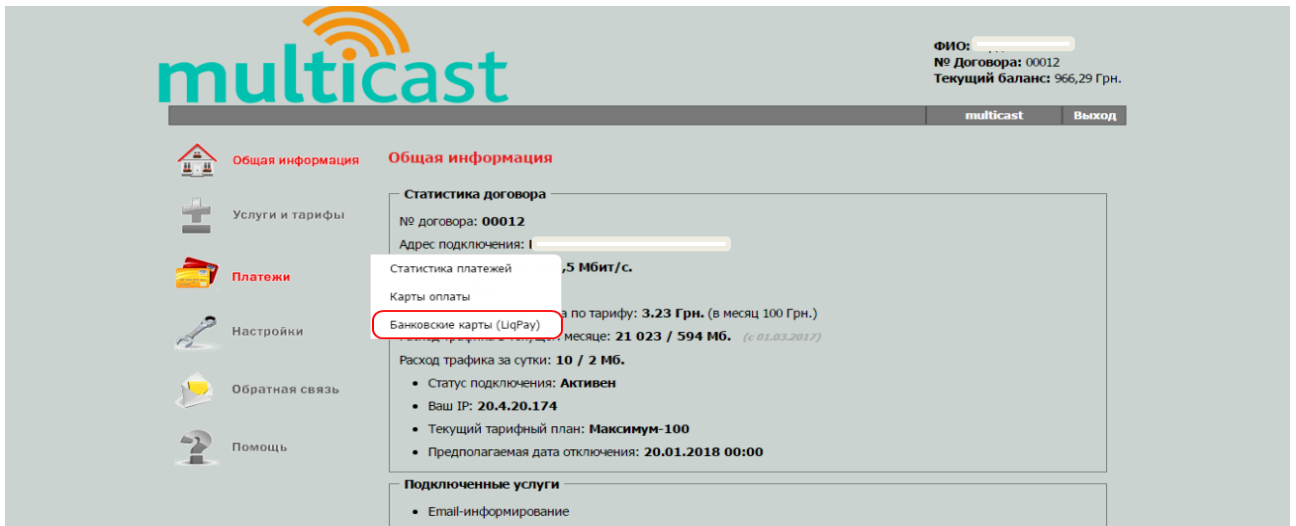 multicast
ФИО:
№ Договора: 00012
Текущий баланс: 966,29 Грн.
multicast Выход
Общая информация
Услуги и тарифы
Платежи
Настройки
Обратная связь
Помощь
Статистика платежей
Карты оплаты
Банковские карты (LiqPay)
Общая информация
Статистика договора
№ договора: 00012
Адрес подключения:
,5 Мбит/с.
а по тарифу: 3.23 Грн. (в месяц 100 Грн.)
месяце: 21 023 / 594 Мб. (с 01.03.2017)
Расход трафика за сутки: 10 / 2 Мб.
• Статус подключения: Активен
• Ваш IP: 20.4.20.174
• Текущий тарифный план: Максимум-100
• Предполагаемая дата отключения: 20.01.2018 00:00
Подключенные услуги
• Email-информирование